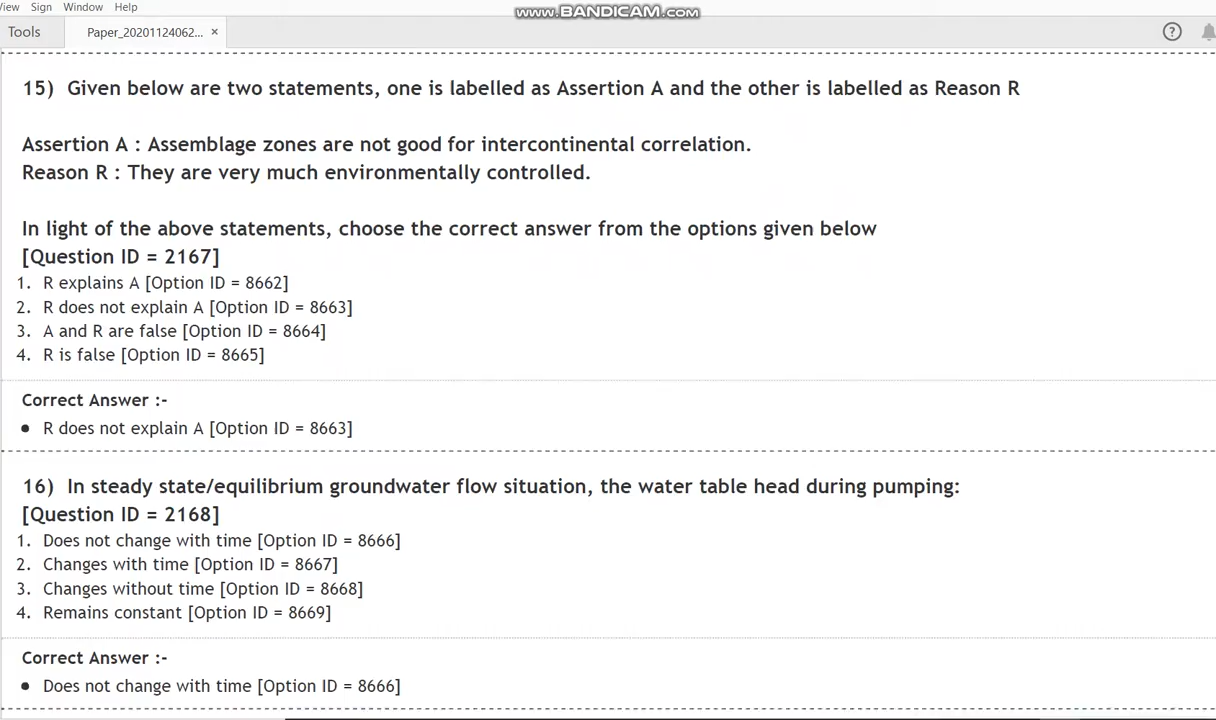 View Sign Window Help
www.BANDICAM.com
Tools Paper_20201124062... ×
15) Given below are two statements, one is labelled as Assertion A and the other is labelled as Reason R
Assertion A : Assemblage zones are not good for intercontinental correlation.
Reason R : They are very much environmentally controlled.
In light of the above statements, choose the correct answer from the options given below
[Question ID = 2167]
1. R explains A [Option ID = 8662]
2. R does not explain A [Option ID = 8663]
3. A and R are false [Option ID = 8664]
4. R is false [Option ID = 8665]
Correct Answer :-
● R does not explain A [Option ID = 8663]
16) In steady state/equilibrium groundwater flow situation, the water table head during pumping:
[Question ID = 2168]
1. Does not change with time [Option ID = 8666]
2. Changes with time [Option ID = 8667]
3. Changes without time [Option ID = 8668]
4. Remains constant [Option ID = 8669]
Correct Answer :-
● Does not change with time [Option ID = 8666]